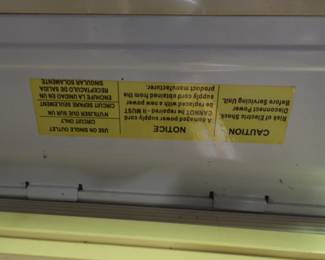 CAUTION
Risk of Electric Shock.
Disconnect Power
Before Servicing Unit.
NOTICE
A damaged power supply cord
CANNOT be repaired - it MUST
be replaced with a new power
supply cord obtained from the
product manufacturer.
USE ON SINGLE OUTLET
CIRCUIT ONLY
N'UTILISER QUE SUR UN
CIRCUIT SEPARE SEULEMENT
ENCHUFE LA UNIDAD EN UN
RECEPTACULO DE SALIDA
SINGULAR SOLAMENTE